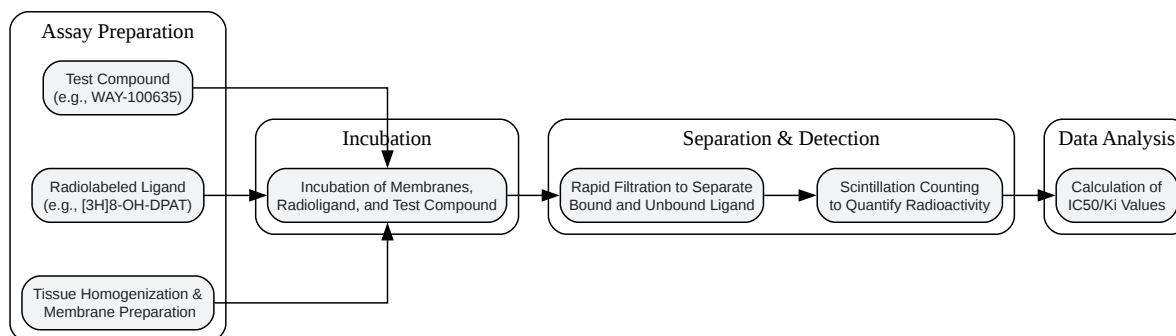 Assay Preparation
Test Compound
(e.g., WAY-100635)
Radiolabeled Ligand
(e.g., [3H]8-OH-DPAT)
Tissue Homogenization &
Membrane Preparation
Incubation
Incubation of Membranes,
Radioligand, and Test Compound
Separation & Detection
Rapid Filtration to Separate
Bound and Unbound Ligand
Scintillation Counting
to Quantify Radioactivity
Data Analysis
Calculation of
IC50/Ki Values